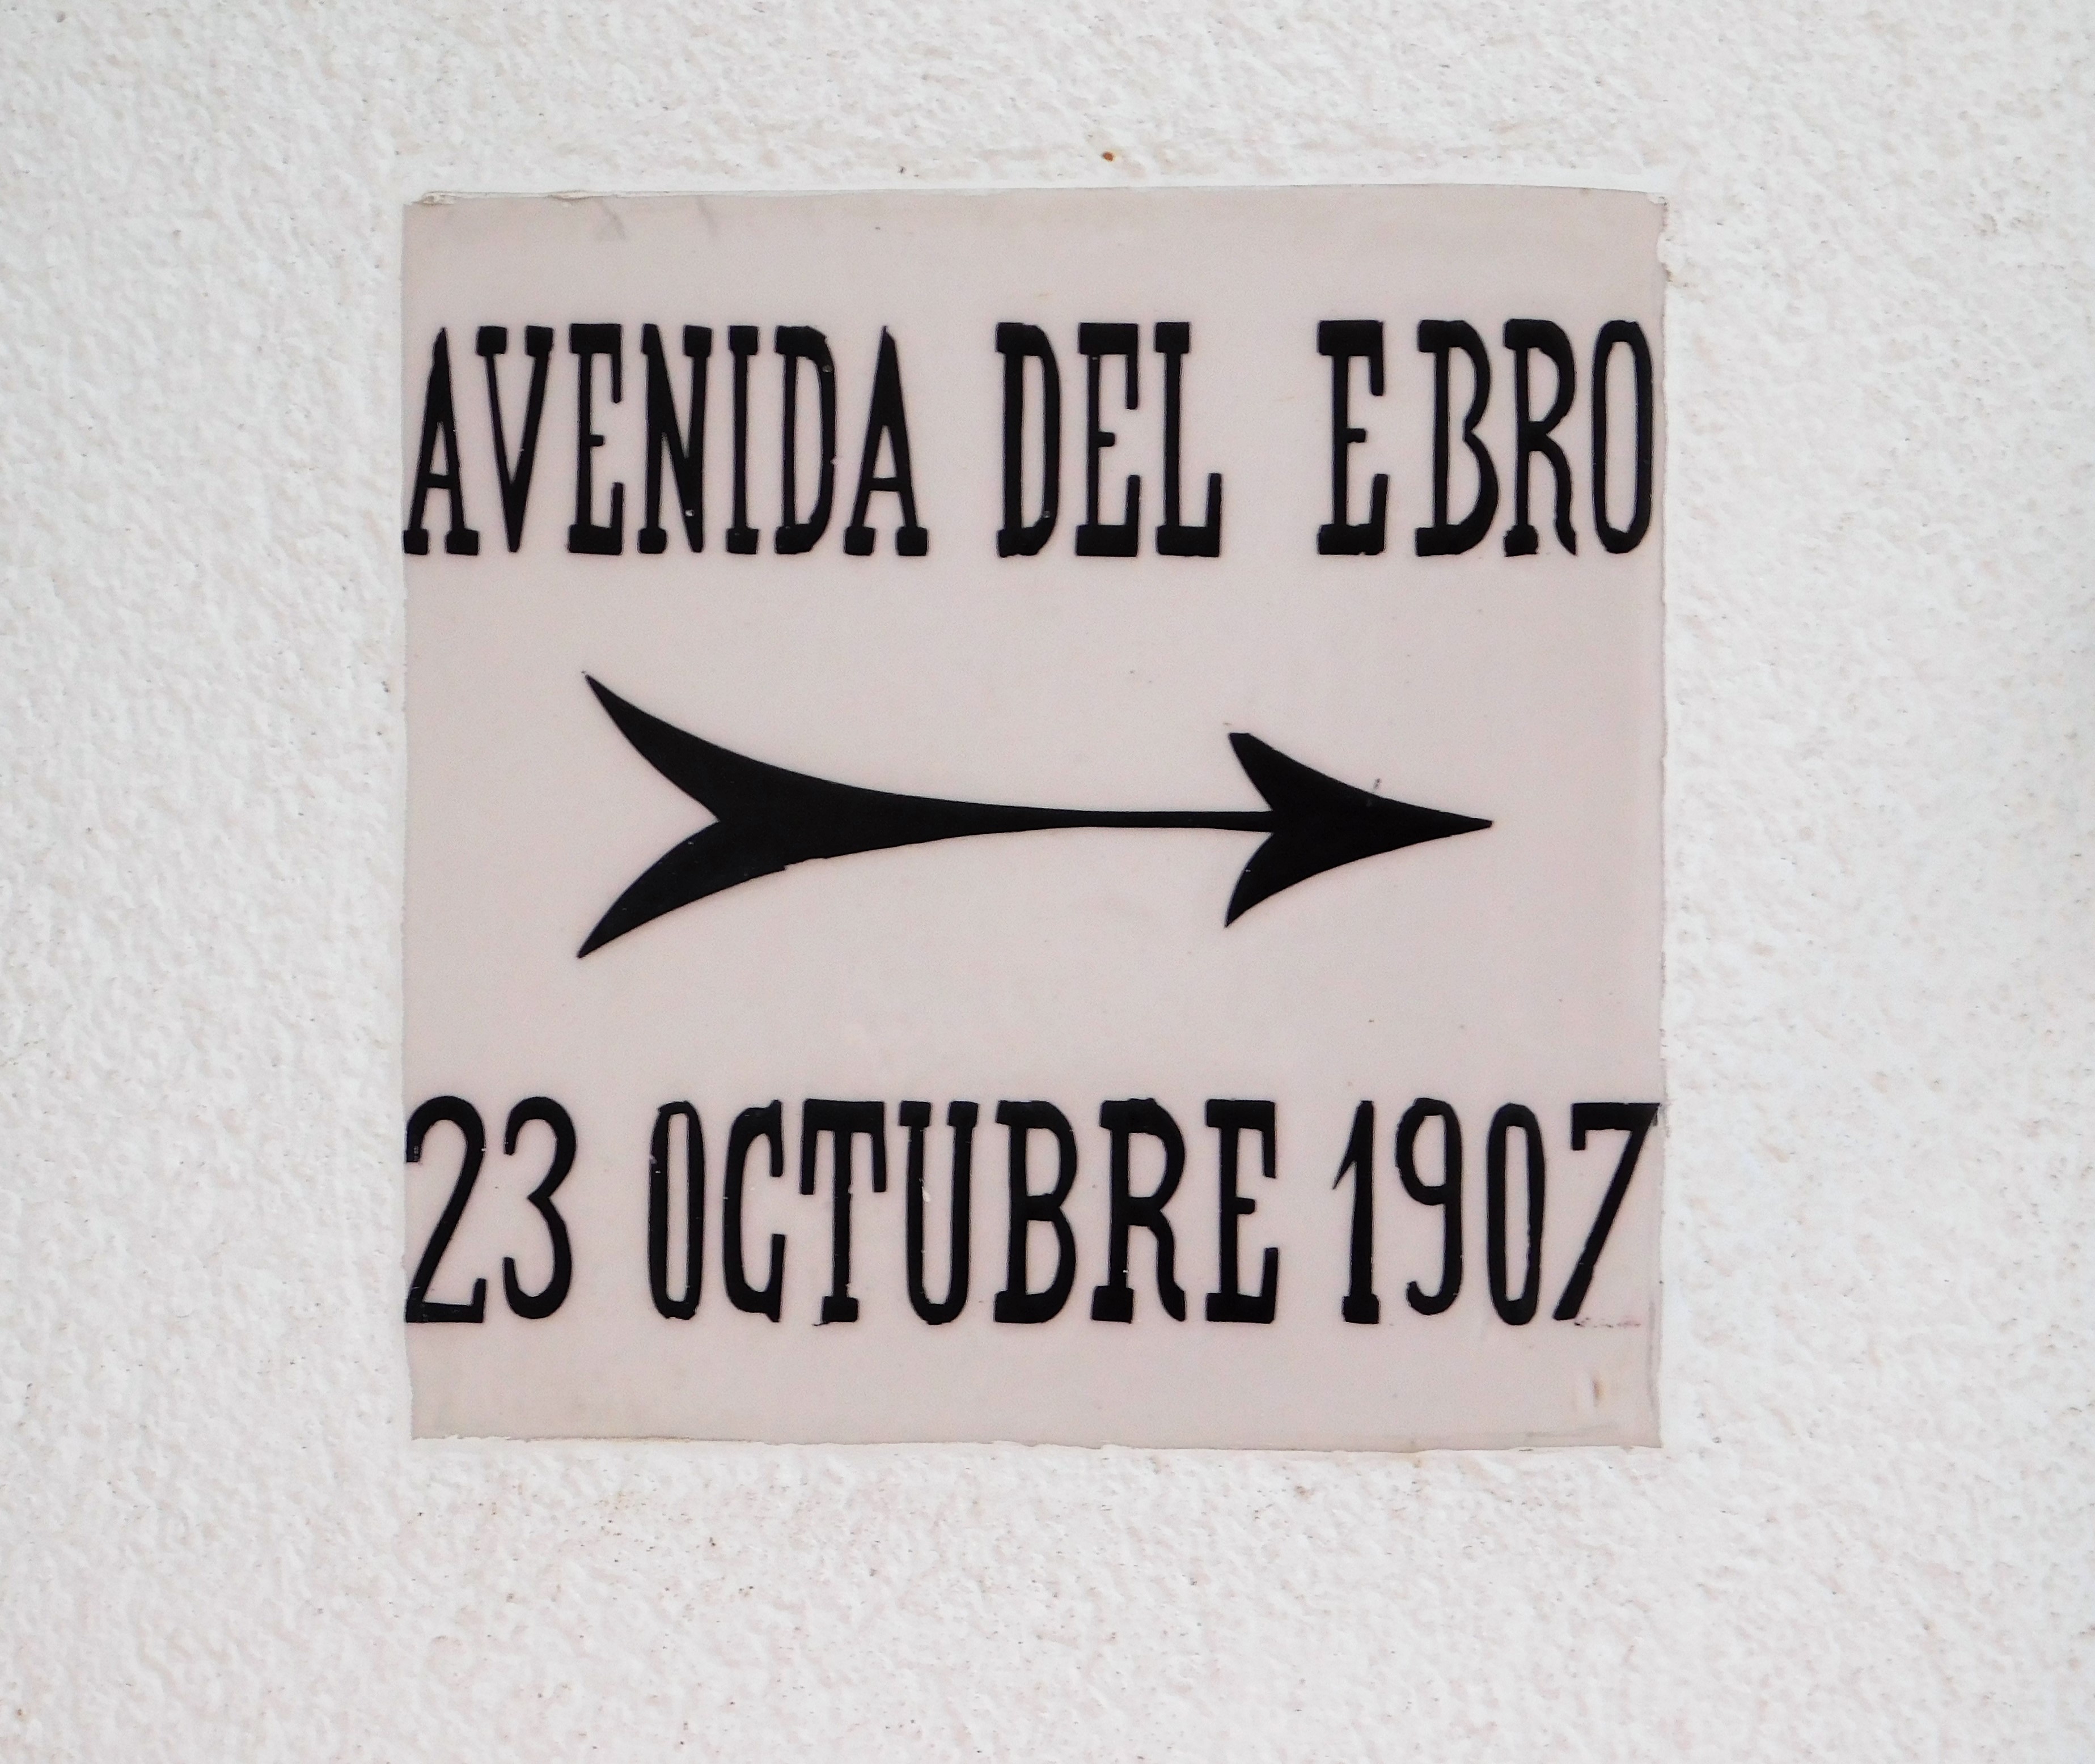 AVENIDA DEL EBRO
23 OCTUBRE 1907